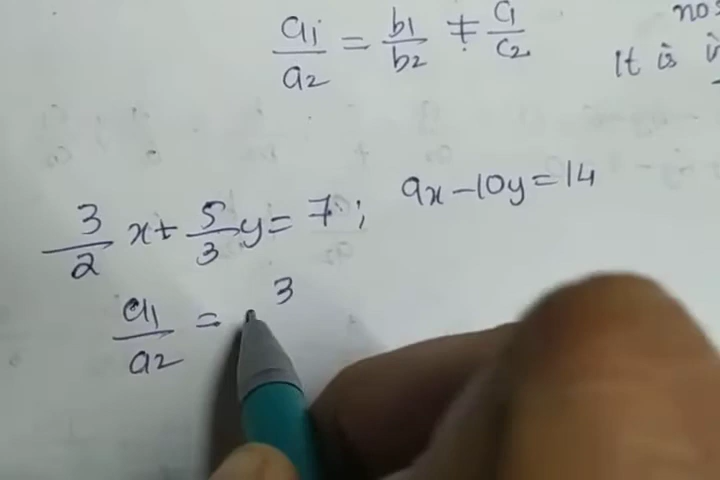 a₁/a₂ = b₁/b₂ ≠ c₁/c₂
It is
3/2 x + 5/3 y = 7 ; 9x - 10y = 14
a₁/a₂ = 3